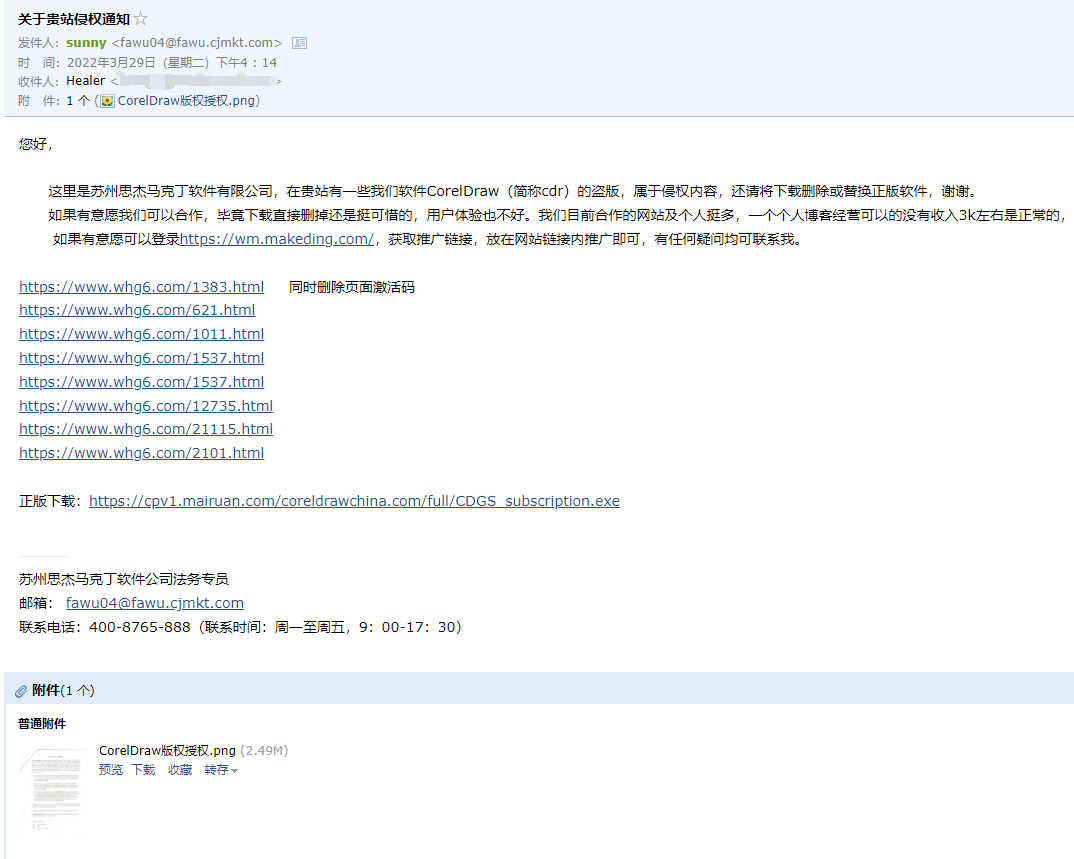 关于贵站侵权通知☆
发件人：sunny <fawu04@fawu.cjmkt.com>
时 间：2022年3月29日（星期二）下午4：14
收件人：Healer < >
附 件：1 个 (CorelDraw版权授权.png)
您好，
这里是苏州思杰马克丁软件有限公司，在贵站有一些我们软件CorelDraw（简称cdr）的盗版，属于侵权内容，还请将下载删除或替换正版软件，谢谢。
如果有意愿我们可以合作，毕竟下载直接删掉还是挺可惜的，用户体验也不好。我们目前合作的网站及个人挺多，一个个人博客经营可以的没有收入3k左右是正常的，
如果有意愿可以登录https://wm.makeding.com/，获取推广链接，放在网站链接内推广即可，有任何疑问均可联系我。
https://www.whg6.com/1383.html 同时删除页面激活码
https://www.whg6.com/621.html
https://www.whg6.com/1011.html
https://www.whg6.com/1537.html
https://www.whg6.com/1537.html
https://www.whg6.com/12735.html
https://www.whg6.com/21115.html
https://www.whg6.com/2101.html
正版下载：https://cpv1.mairuan.com/coreldrawchina.com/full/CDGS_subscription.exe
苏州思杰马克丁软件公司法务专员
邮箱： fawu04@fawu.cjmkt.com
联系电话：400-8765-888（联系时间：周一至周五，9：00-17：30）
附件(1 个)
普通附件
CorelDraw版权授权.png (2.49M)
预览 下载 收藏 转存